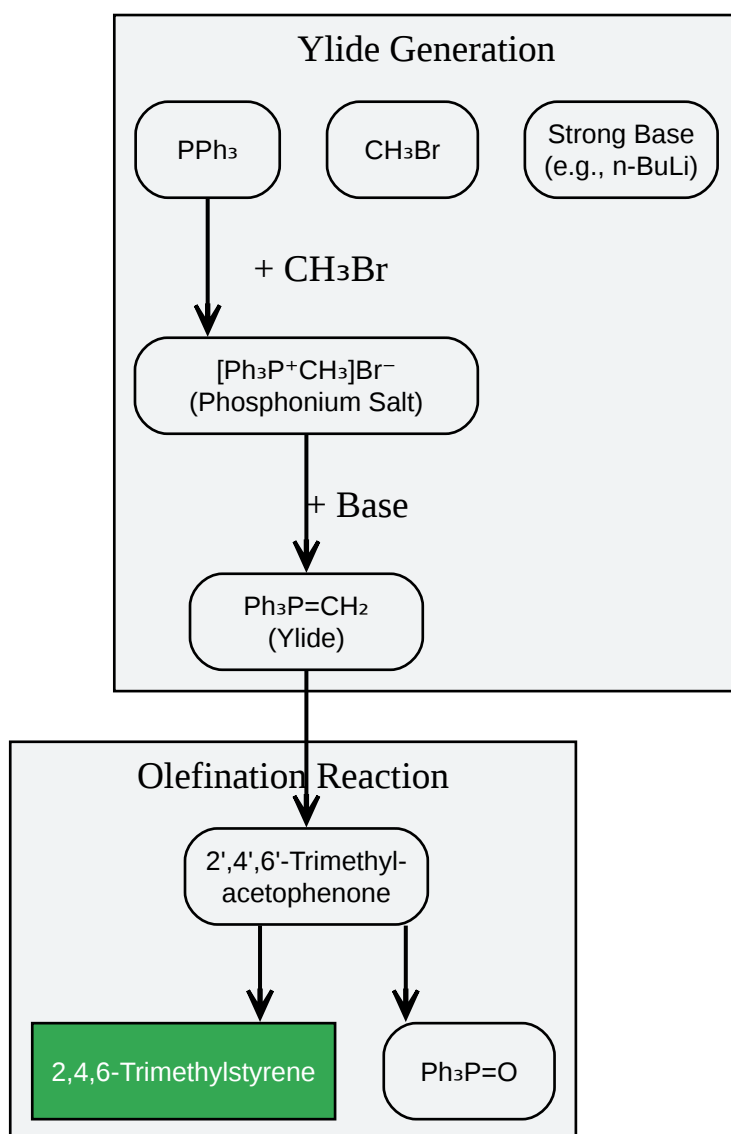 Ylide Generation
PPh₃
CH₃Br
Strong Base
(e.g., n-BuLi)
+ CH₃Br
[Ph₃P⁺CH₃]Br⁻
(Phosphonium Salt)
+ Base
Ph₃P=CH₂
(Ylide)
Olefination Reaction
2',4',6'-Trimethyl-
acetophenone
2,4,6-Trimethylstyrene
Ph₃P=O